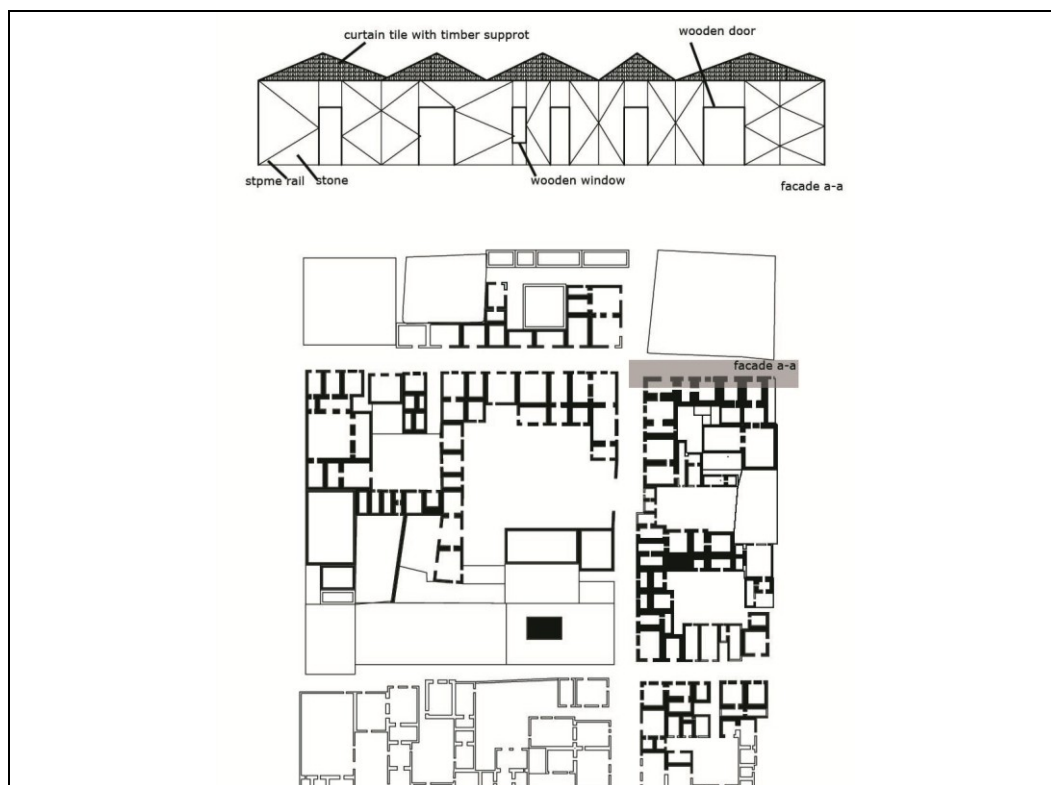 curtain tile with timber supprot
wooden door
stpme rail
stone
wooden window
facade a-a
facade a-a